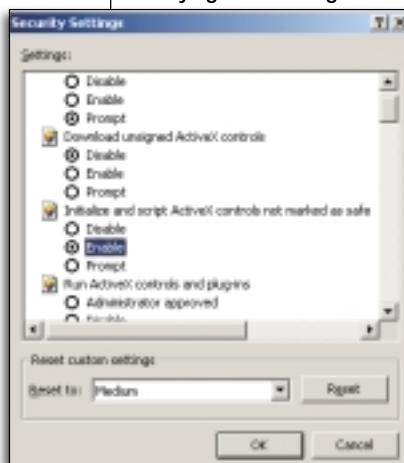 Security Settings
Settings:
Disable
Enable
Prompt
Download unsigned ActiveX controls
Disable
Enable
Prompt
Initialize and script ActiveX controls not marked as safe
Disable
Enable
Prompt
Run ActiveX controls and plug-ins
Administrator approved
Reset custom settings
Reset to: Medium Reset
OK Cancel